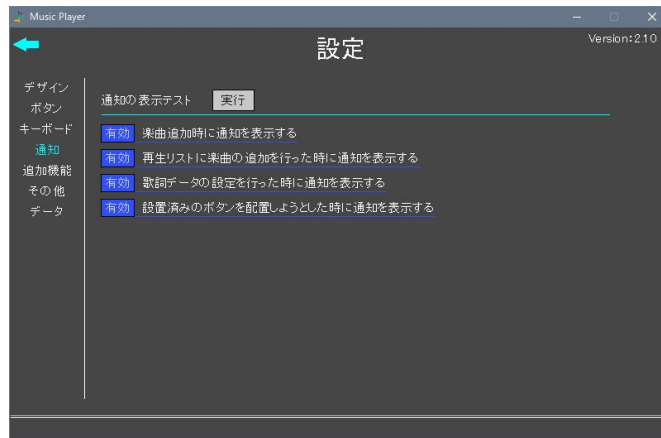 Music Player
設定
Version:2.10
デザイン
ボタン
キーボード
通知
追加機能
その他
データ
通知の表示テスト 実行
有効 楽曲追加時に通知を表示する
有効 再生リストに楽曲の追加を行った時に通知を表示する
有効 歌詞データの設定を行った時に通知を表示する
有効 設置済みのボタンを配置しようとした時に通知を表示する